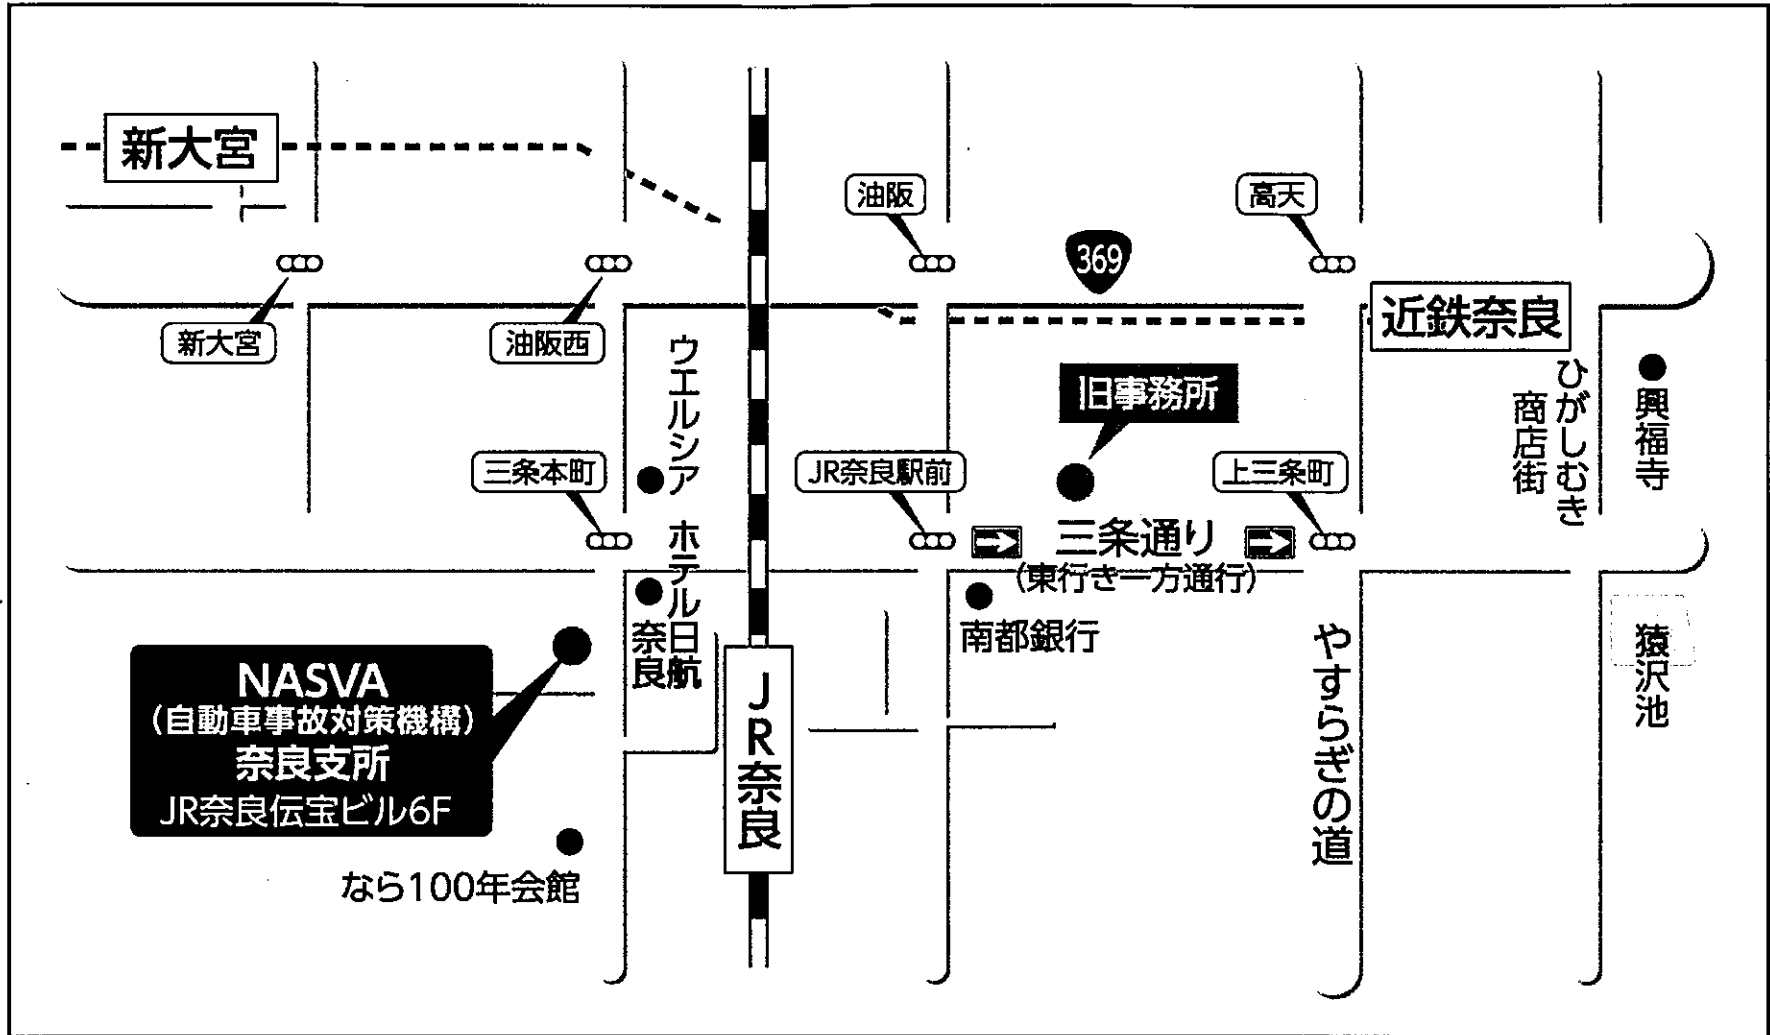 新大宮
油阪
高天
369
新大宮
油阪西
近鉄奈良
ウエルシア
旧事務所
ひがしむき
商店街
興福寺
三条本町
JR奈良駅前
上三条町
ホテル日航
奈良
三条通り
(東行き一方通行)
南都銀行
やすらぎの道
猿沢池
NASVA
(自動車事故対策機構)
奈良支所
JR奈良伝宝ビル6F
JR奈良
なら100年会館